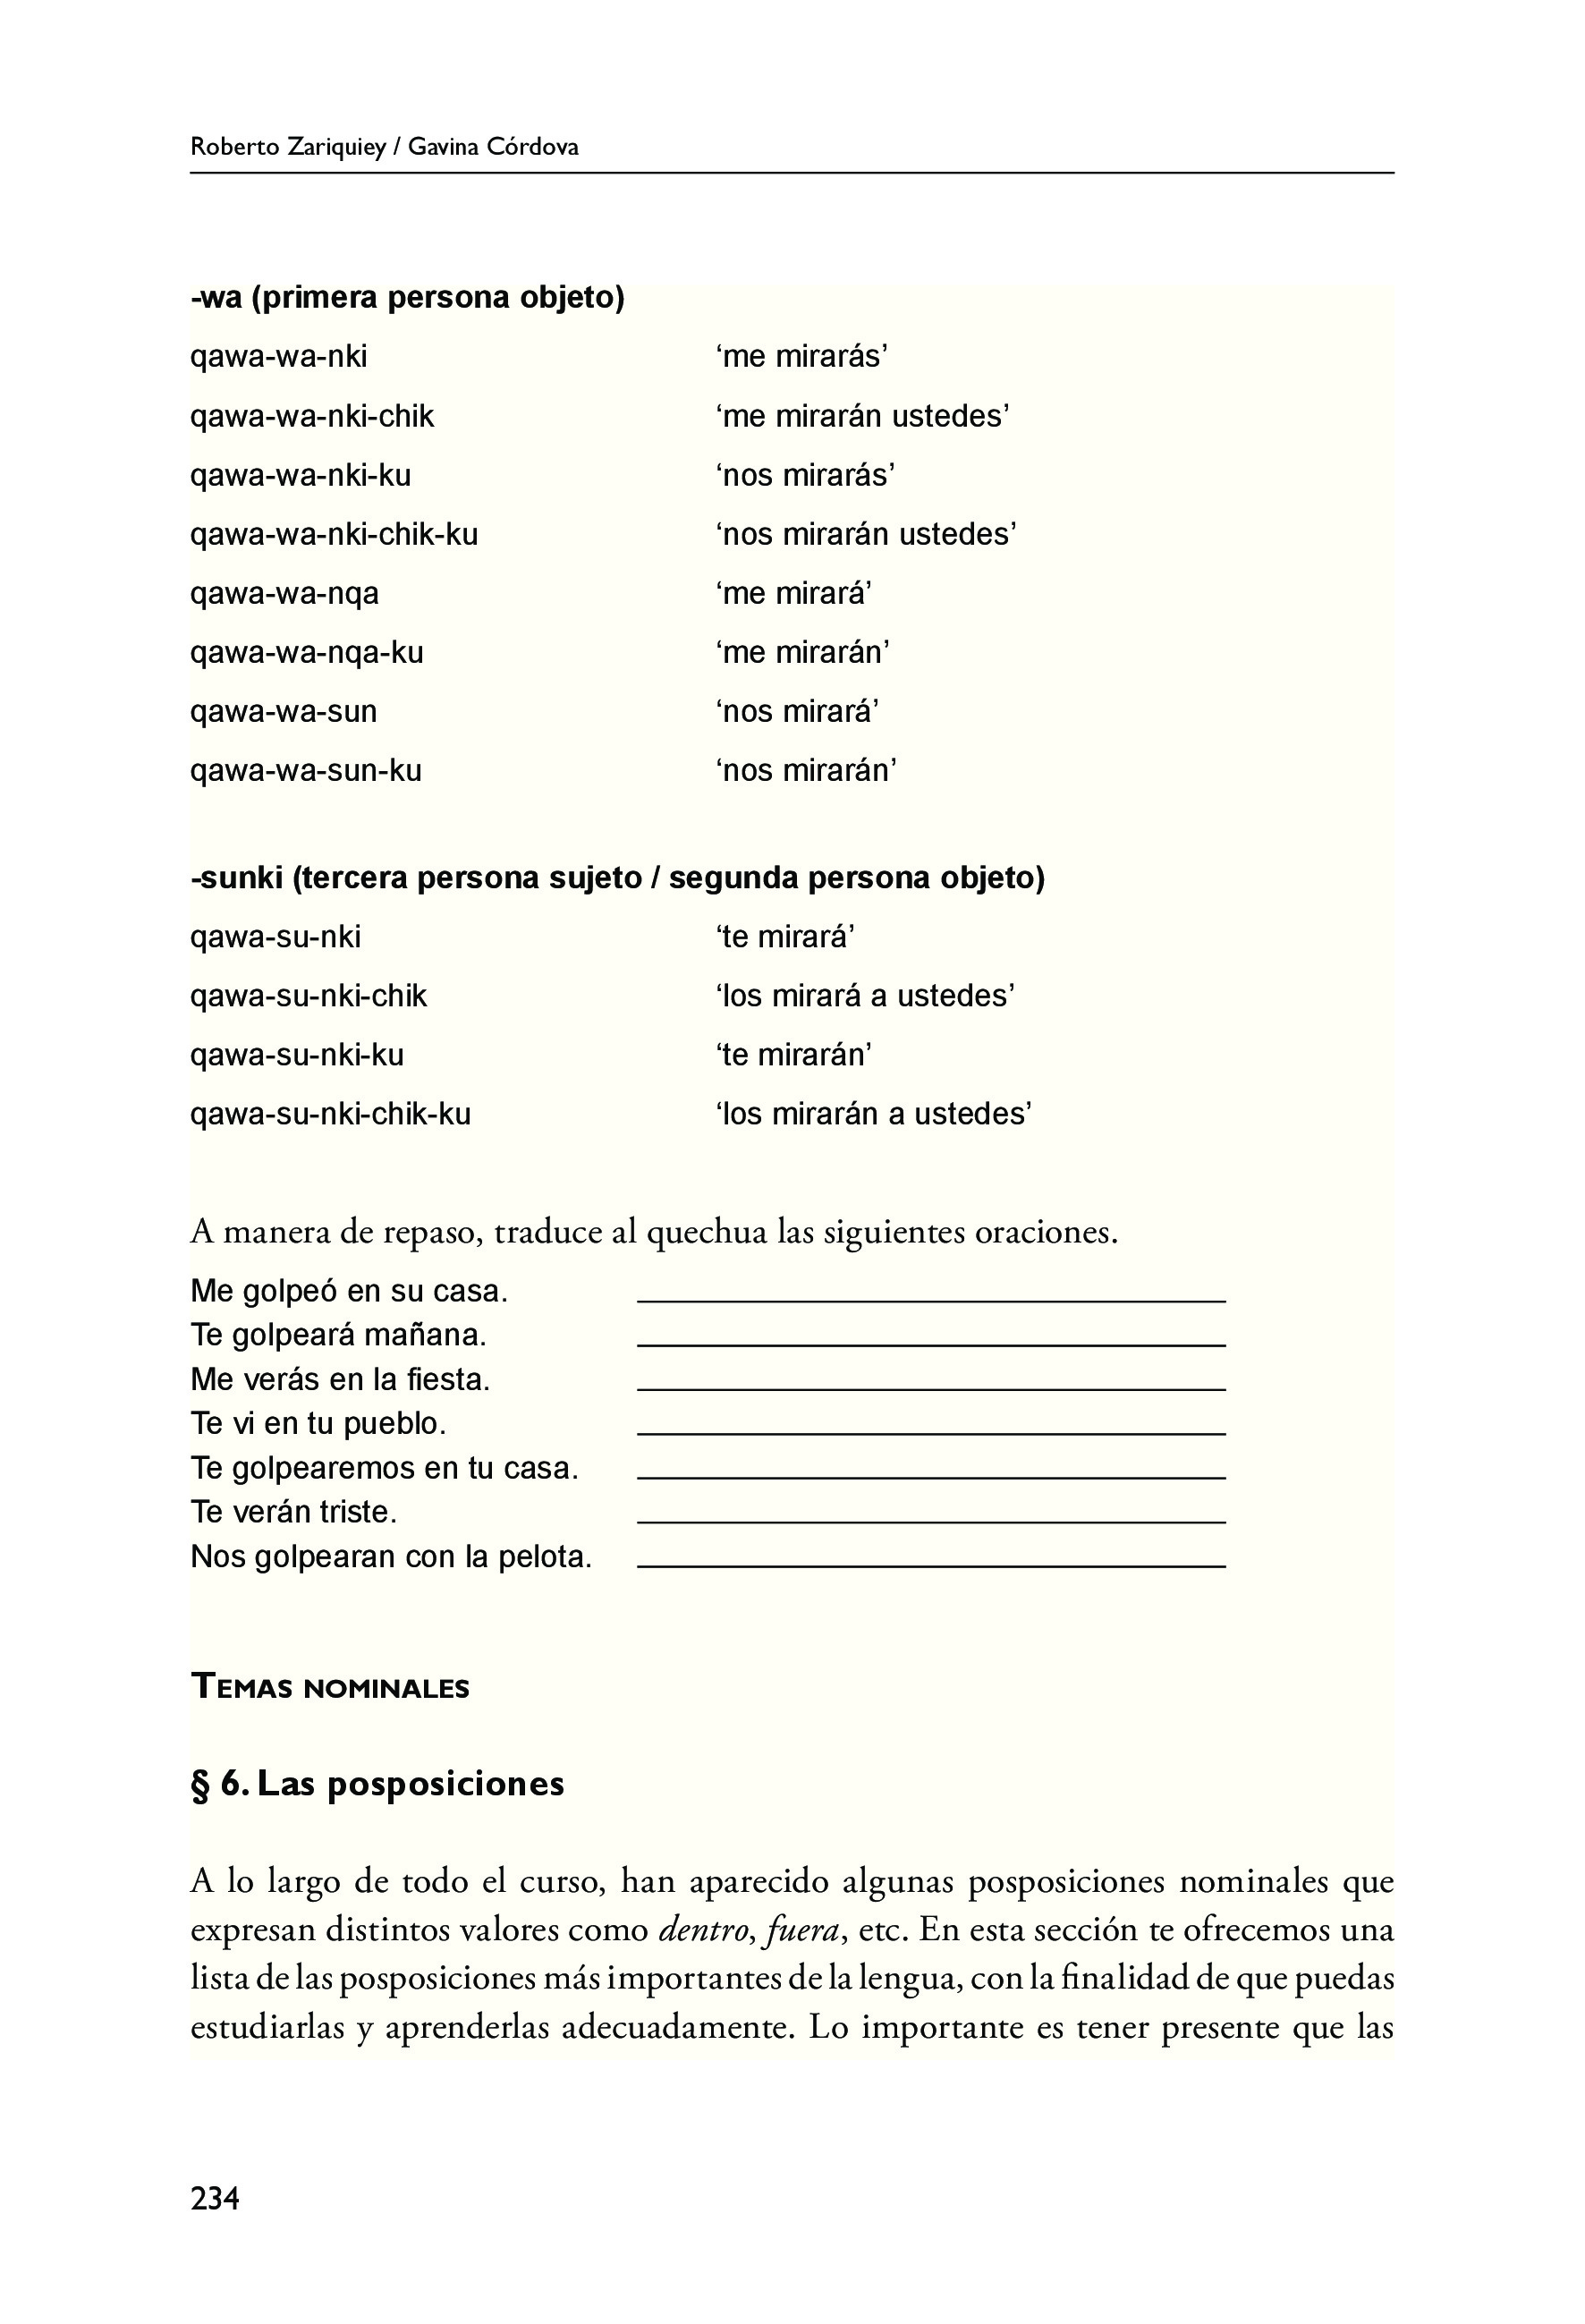 Roberto Zariquiey / Gavina Córdova
-wa (primera persona objeto)
qawa-wa-nki ‘me mirarás’
qawa-wa-nki-chik ‘me mirarán ustedes’
qawa-wa-nki-ku ‘nos mirarás’
qawa-wa-nki-chik-ku ‘nos mirarán ustedes’
qawa-wa-nqa ‘me mirará’
qawa-wa-nqa-ku ‘me mirarán’
qawa-wa-sun ‘nos mirará’
qawa-wa-sun-ku ‘nos mirarán’
-sunki (tercera persona sujeto / segunda persona objeto)
qawa-su-nki ‘te mirará’
qawa-su-nki-chik ‘los mirará a ustedes’
qawa-su-nki-ku ‘te mirarán’
qawa-su-nki-chik-ku ‘los mirarán a ustedes’
A manera de repaso, traduce al quechua las siguientes oraciones.
Me golpeó en su casa.
Te golpeará mañana.
Me verás en la fiesta.
Te vi en tu pueblo.
Te golpearemos en tu casa.
Te verán triste.
Nos golpearan con la pelota.
Temas nominales
§ 6. Las posposiciones
A lo largo de todo el curso, han aparecido algunas posposiciones nominales que
expresan distintos valores como dentro, fuera, etc. En esta sección te ofrecemos una
lista de las posposiciones más importantes de la lengua, con la finalidad de que puedas
estudiarlas y aprenderlas adecuadamente. Lo importante es tener presente que las
234